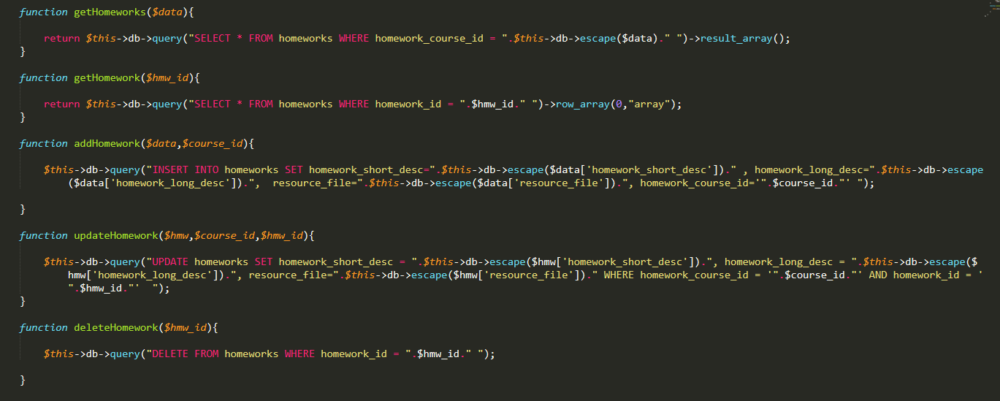 function getHomeworks($data){
return $this->db->query("SELECT * FROM homeworks WHERE homework_course_id = ".$this->db->escape($data)." ")->result_array();
}
function getHomework($hmw_id){
return $this->db->query("SELECT * FROM homeworks WHERE homework_id = ".$hmw_id." ")->row_array(0,"array");
}
function addHomework($data,$course_id){
$this->db->query("INSERT INTO homeworks SET homework_short_desc=".$this->db->escape($data['homework_short_desc'])." , homework_long_desc=".$this->db->escape
($data['homework_long_desc']).",  resource_file=".$this->db->escape($data['resource_file']).", homework_course_id='".$course_id."' ");
}
function updateHomework($hmw,$course_id,$hmw_id){
$this->db->query("UPDATE homeworks SET homework_short_desc = ".$this->db->escape($hmw['homework_short_desc']).", homework_long_desc = ".$this->db->escape($
hmw['homework_long_desc']).", resource_file=".$this->db->escape($hmw['resource_file'])." WHERE homework_course_id = '".$course_id."' AND homework_id = '
".$hmw_id."'  ");
}
function deleteHomework($hmw_id){
$this->db->query("DELETE FROM homeworks WHERE homework_id = ".$hmw_id." ");
}